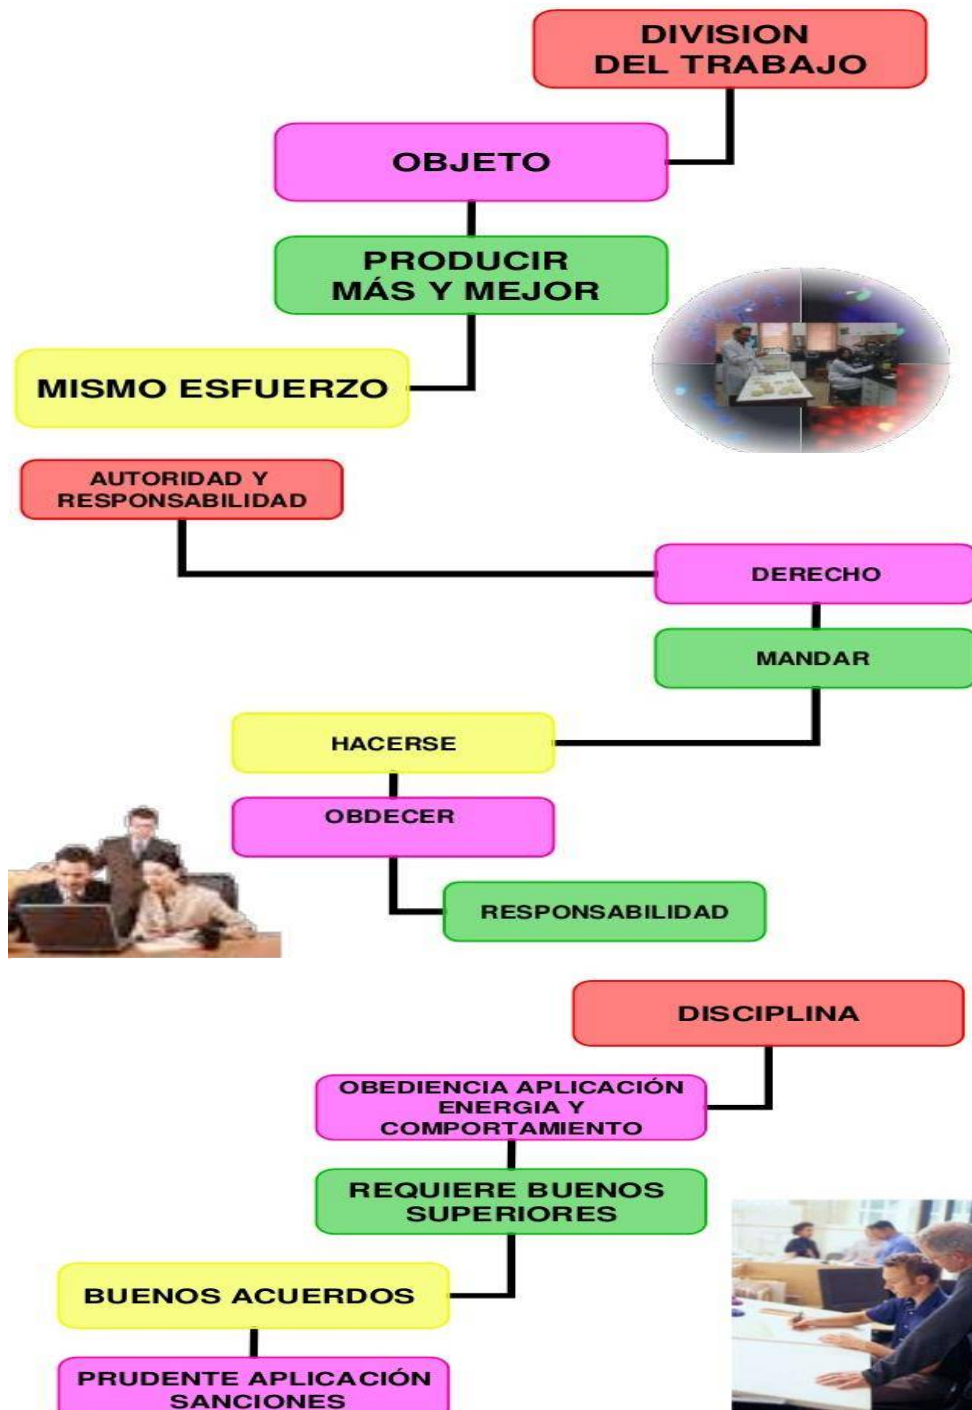 DIVISION
DEL TRABAJO
OBJETO
PRODUCIR
MÁS Y MEJOR
MISMO ESFUERZO
AUTORIDAD Y
RESPONSABILIDAD
DERECHO
MANDAR
HACERSE
OBDECER
RESPONSABILIDAD
DISCIPLINA
OBEDIENCIA APLICACIÓN
ENERGIA Y
COMPORTAMIENTO
REQUIERE BUENOS
SUPERIORES
BUENOS ACUERDOS
PRUDENTE APLICACIÓN
SANCIONES